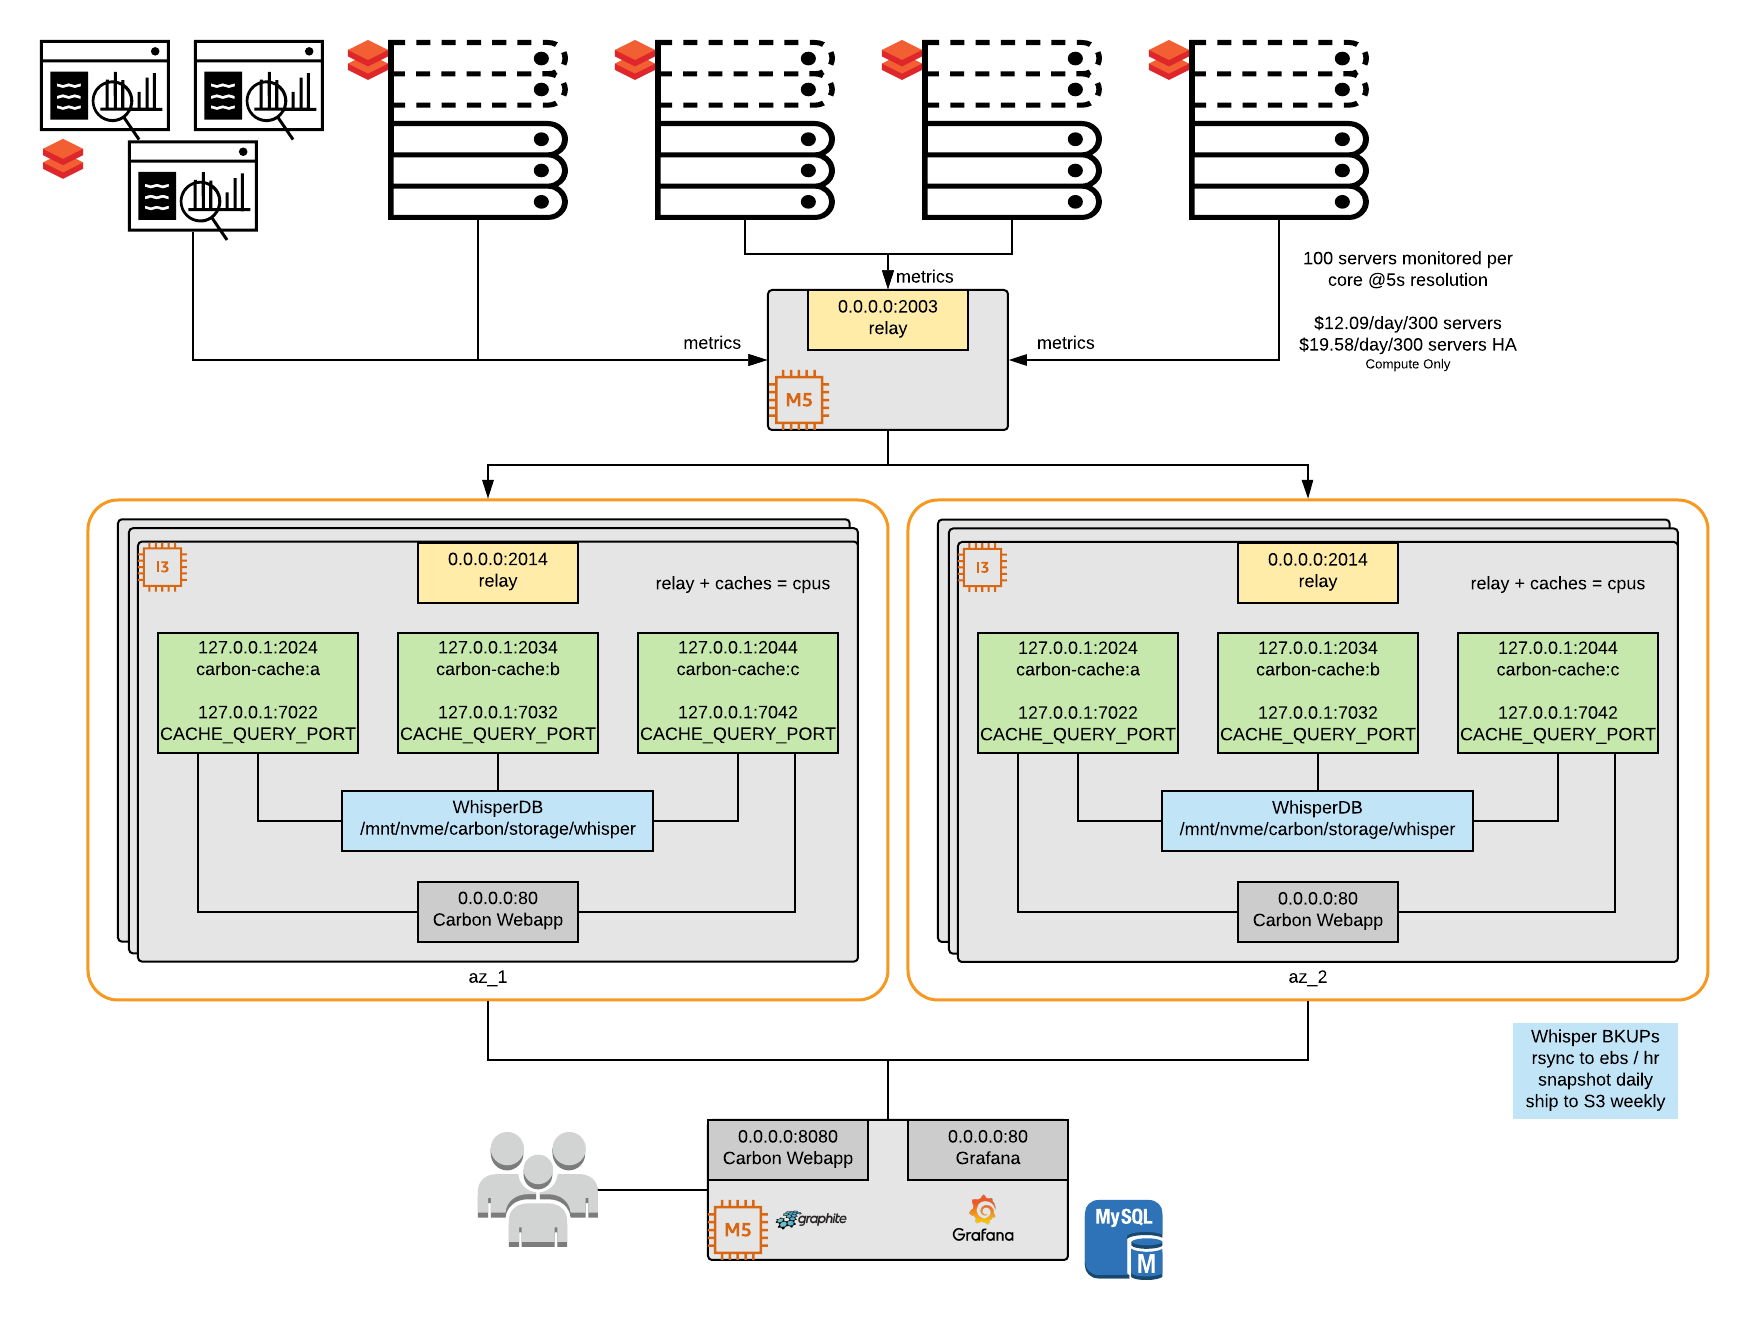 metrics
100 servers monitored per
core @5s resolution
$12.09/day/300 servers
$19.58/day/300 servers HA
Compute Only
0.0.0.0:2003
relay
metrics
metrics
M5
I3
0.0.0.0:2014
relay
relay + caches = cpus
127.0.0.1:2024
carbon-cache:a
127.0.0.1:7022
CACHE_QUERY_PORT
127.0.0.1:2034
carbon-cache:b
127.0.0.1:7032
CACHE_QUERY_PORT
127.0.0.1:2044
carbon-cache:c
127.0.0.1:7042
CACHE_QUERY_PORT
WhisperDB
/mnt/nvme/carbon/storage/whisper
0.0.0.0:80
Carbon Webapp
az_1
I3
0.0.0.0:2014
relay
relay + caches = cpus
127.0.0.1:2024
carbon-cache:a
127.0.0.1:7022
CACHE_QUERY_PORT
127.0.0.1:2034
carbon-cache:b
127.0.0.1:7032
CACHE_QUERY_PORT
127.0.0.1:2044
carbon-cache:c
127.0.0.1:7042
CACHE_QUERY_PORT
WhisperDB
/mnt/nvme/carbon/storage/whisper
0.0.0.0:80
Carbon Webapp
az_2
Whisper BKUPs
rsync to ebs / hr
snapshot daily
ship to S3 weekly
0.0.0.0:8080
Carbon Webapp
0.0.0.0:80
Grafana
M5
graphite
Grafana
MySQL
M